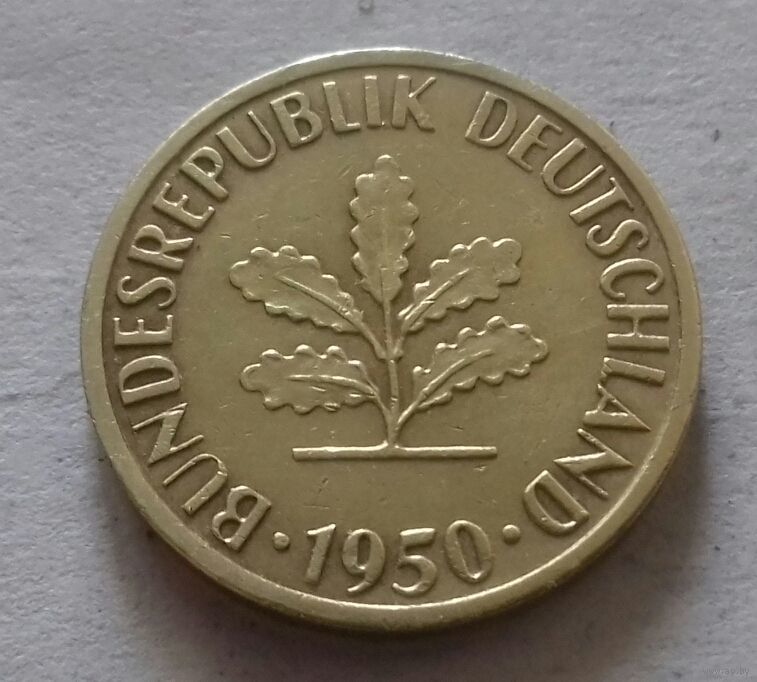 BUNDESREPUBLIK DEUTSCHLAND
· 1950 ·